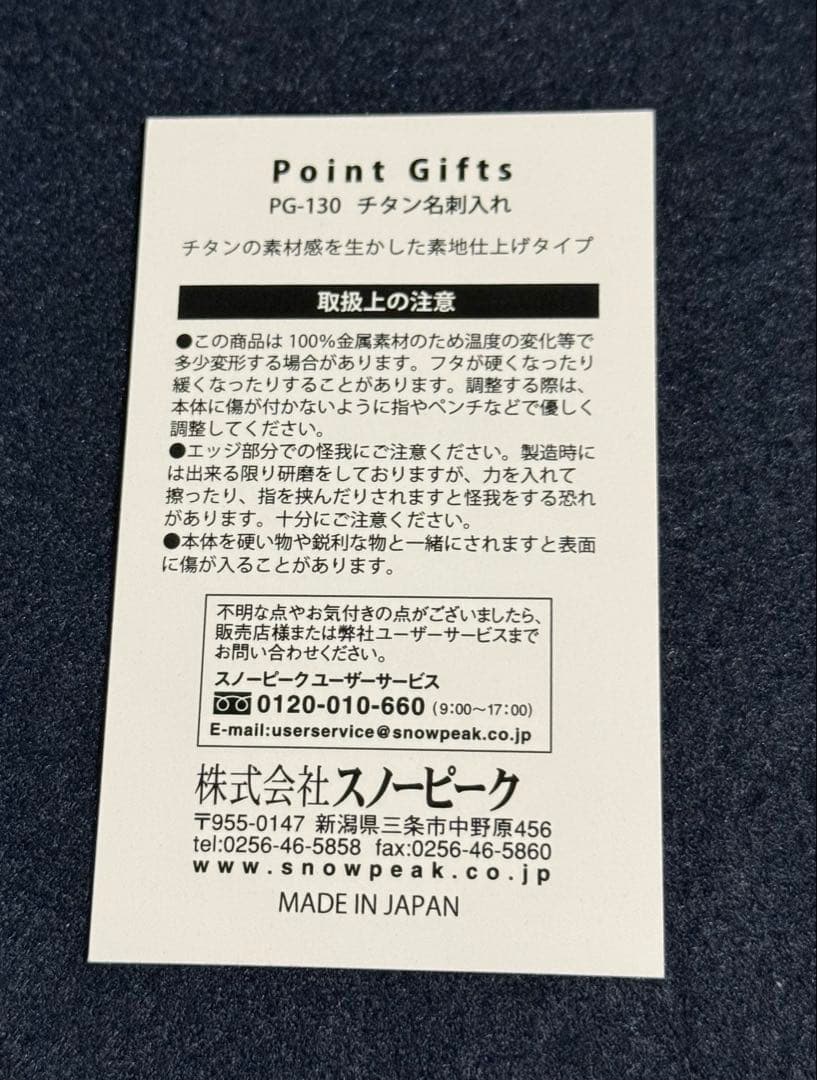 Point Gifts
PG-130 チタン名刺入れ
チタンの素材感を生かした素地仕上げタイプ
取扱上の注意
●この商品は 100%金属素材のため温度の変化等で
多少変形する場合があります。フタが硬くなったり
緩くなったりすることがあります。調整する際は、
本体に傷が付かないように指やペンチなどで優しく
調整してください。
●エッジ部分での怪我にご注意ください。製造時に
は出来る限り研磨をしておりますが、力を入れて
擦ったり、指を挟んだりされますと怪我をする恐れ
があります。十分にご注意ください。
●本体を硬い物や鋭利な物と一緒にされますと表面
に傷が入ることがあります。
不明な点やお気付きの点がございましたら、
販売店様または弊社ユーザーサービスまで
お問い合わせください。
スノーピークユーザーサービス
0120-010-660 (9:00~17:00)
E-mail:userservice@snowpeak.co.jp
株式会社スノーピーク
〒955-0147 新潟県三条市中野原456
tel:0256-46-5858 fax:0256-46-5860
www.snowpeak.co.jp
MADE IN JAPAN